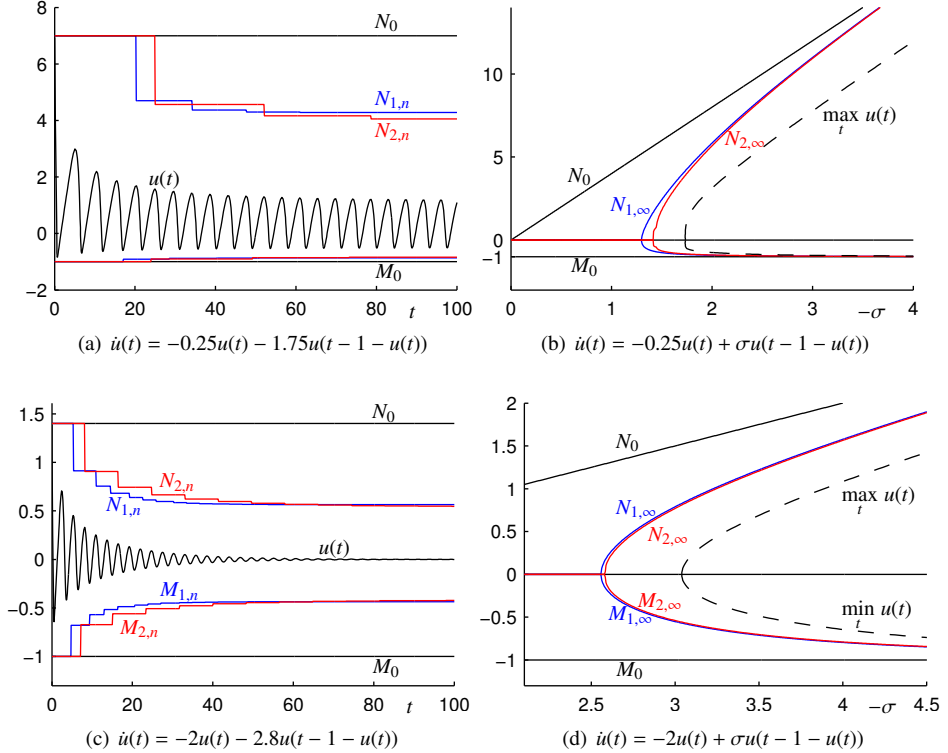 8
6
4
2
0
−2
0 20 40 60 80 100
N₀
N₁,ₙ
N₂,ₙ
u(t)
M₀
t
(a) u̇(t) = −0.25u(t) − 1.75u(t − 1 − u(t))
10
5
0
−1
0 1 2 3 4
N₀
N₁,∞
N₂,∞
max u(t)
t
M₀
−σ
(b) u̇(t) = −0.25u(t) + σu(t − 1 − u(t))
1.5
1
0.5
0
−0.5
−1
0 20 40 60 80 100
N₀
N₂,ₙ
N₁,ₙ
u(t)
M₁,ₙ
M₂,ₙ
M₀
t
(c) u̇(t) = −2u(t) − 2.8u(t − 1 − u(t))
2
1.5
1
0.5
0
−0.5
−1
2.5 3 3.5 4 4.5
N₀
N₁,∞
N₂,∞
max u(t)
t
M₂,∞
M₁,∞
min u(t)
t
M₀
−σ
(d) u̇(t) = −2u(t) + σu(t − 1 − u(t))